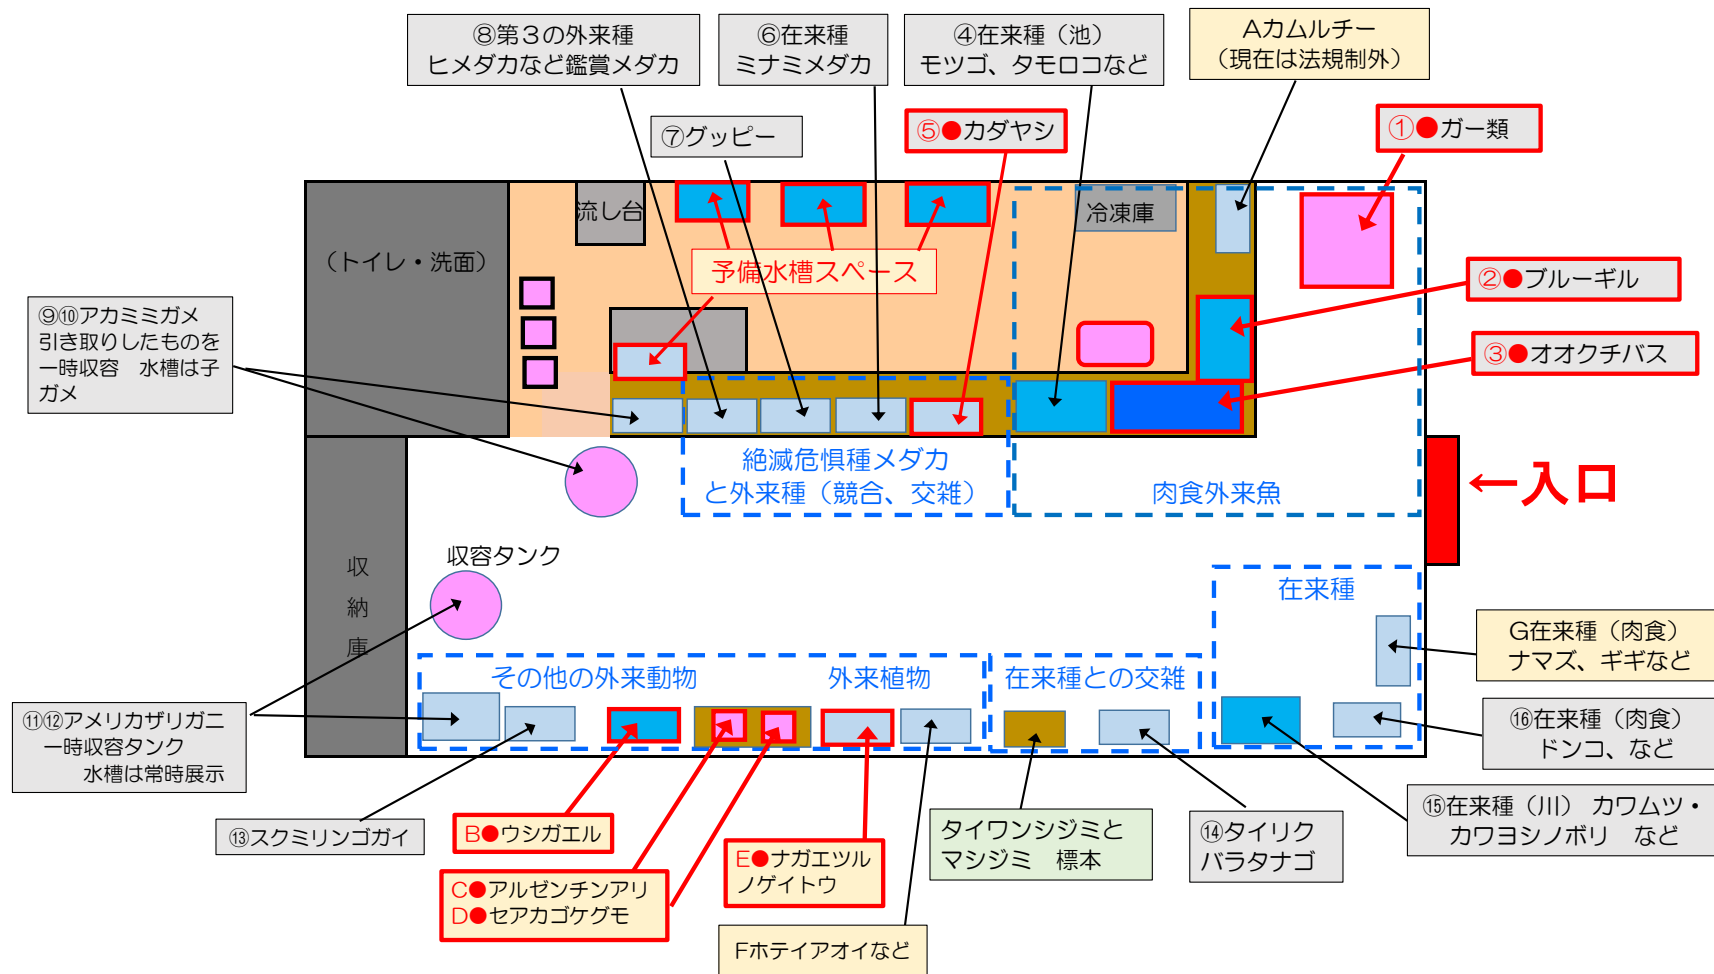 ⑧第3の外来種
ヒメダカなど鑑賞メダカ
⑥在来種
ミナミメダカ
④在来種（池）
モツゴ、タモロコなど
Aカムルチー
（現在は法規制外）
⑦グッピー
⑤●カダヤシ
①●ガー類
（トイレ・洗面）
流し台
冷凍庫
予備水槽スペース
②●ブルーギル
③●オオクチバス
⑨⑩アカミミガメ
引き取りしたものを
一時収容　水槽は子
ガメ
絶滅危惧種メダカ
と外来種（競合、交雑）
肉食外来魚
←入口
収容タンク
収
納
庫
在来種
G在来種（肉食）
ナマズ、ギギなど
その他の外来動物
外来植物
在来種との交雑
⑪⑫アメリカザリガニ
一時収容タンク
水槽は常時展示
⑯在来種（肉食）
ドンコ、など
⑬スクミリンゴガイ
B●ウシガエル
C●アルゼンチンアリ
D●セアカゴケグモ
E●ナガエツル
ノゲイトウ
Fホテイアオイなど
タイワンシジミと
マシジミ　標本
⑭タイリク
バラタナゴ
⑮在来種（川）　カワムツ・
カワヨシノボリ　など